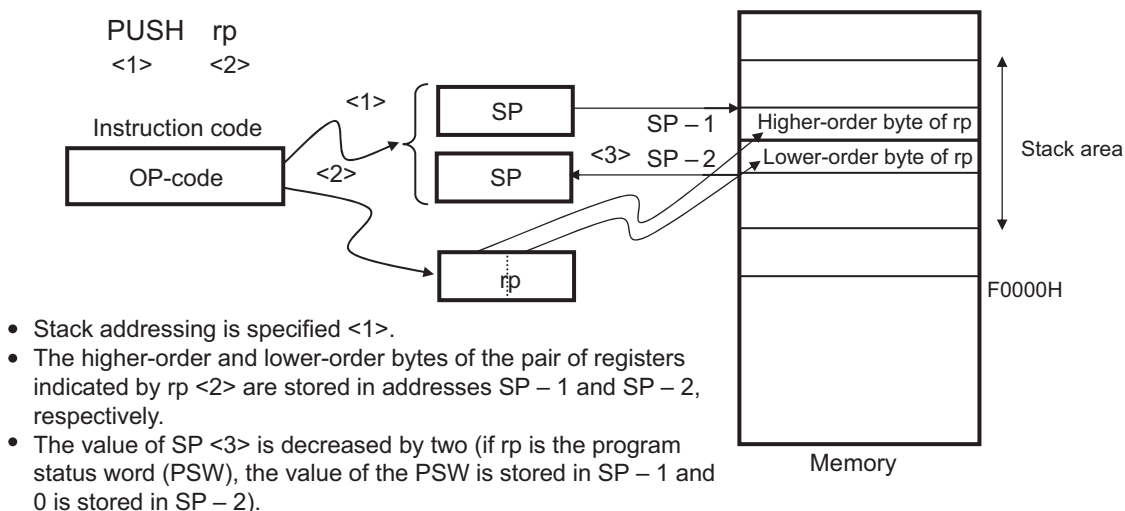 PUSH rp
<1> <2>
<1>
SP
SP – 1
Higher-order byte of rp
Instruction code
OP-code
<2>
SP
<3>
SP – 2
Lower-order byte of rp
Stack area
rp
F0000H
Memory
• Stack addressing is specified <1>.
• The higher-order and lower-order bytes of the pair of registers
indicated by rp <2> are stored in addresses SP – 1 and SP – 2,
respectively.
• The value of SP <3> is decreased by two (if rp is the program
status word (PSW), the value of the PSW is stored in SP – 1 and
0 is stored in SP – 2).